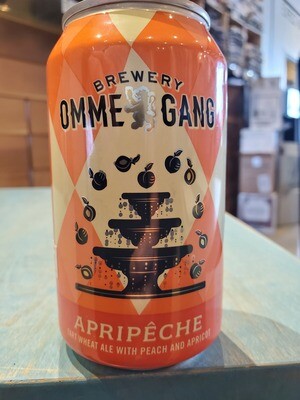 BREWERY
OMMEGANG
APRIPÊCHE
WHEAT ALE WITH PEACH AND APRICOT